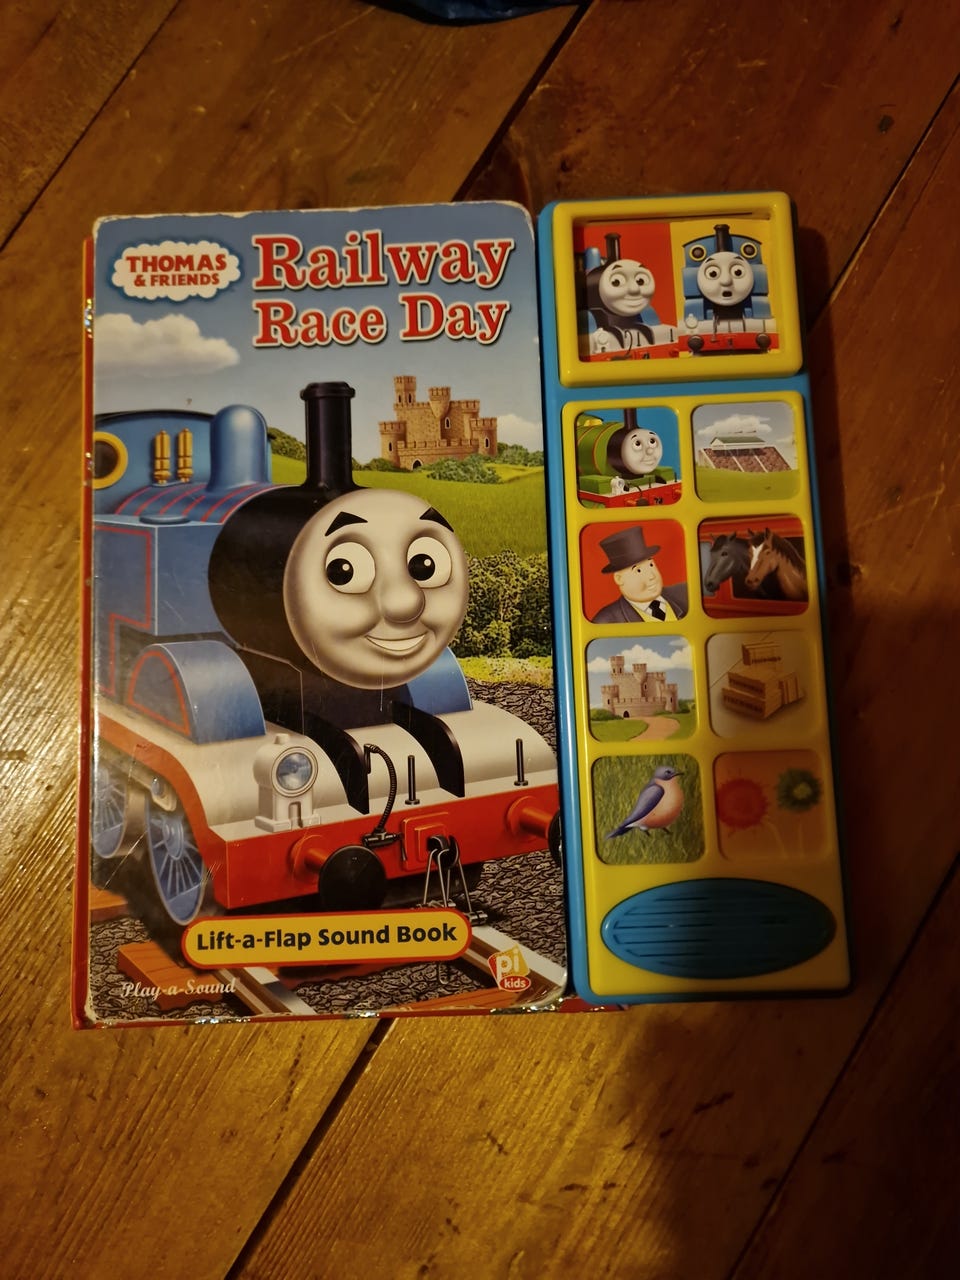 THOMAS
& FRIENDS
Railway
Race Day
Lift-a-Flap Sound Book
Play-a-Sound
pi
kids